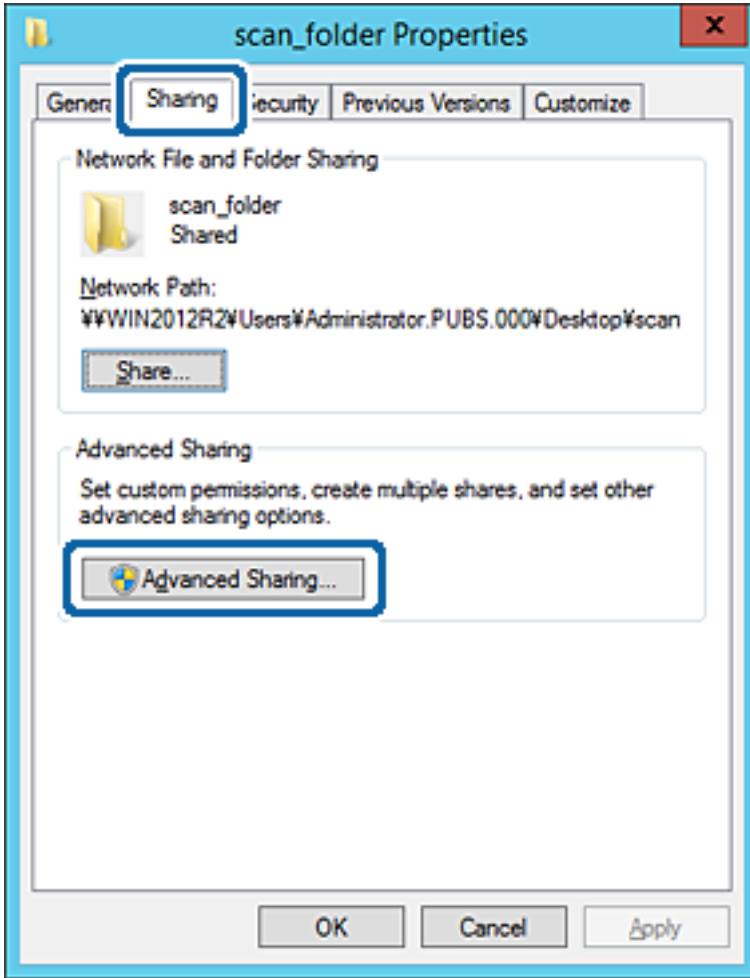 scan_folder Properties
x
Genera Sharing ecurity Previous Versions Customize
Network File and Folder Sharing
scan_folder
Shared
Network Path:
¥¥WIN2012R2¥Users¥Administrator.PUBS.000¥Desktop¥scan
Share...
Advanced Sharing
Set custom permissions, create multiple shares, and set other
advanced sharing options.
Advanced Sharing...
OK Cancel Apply